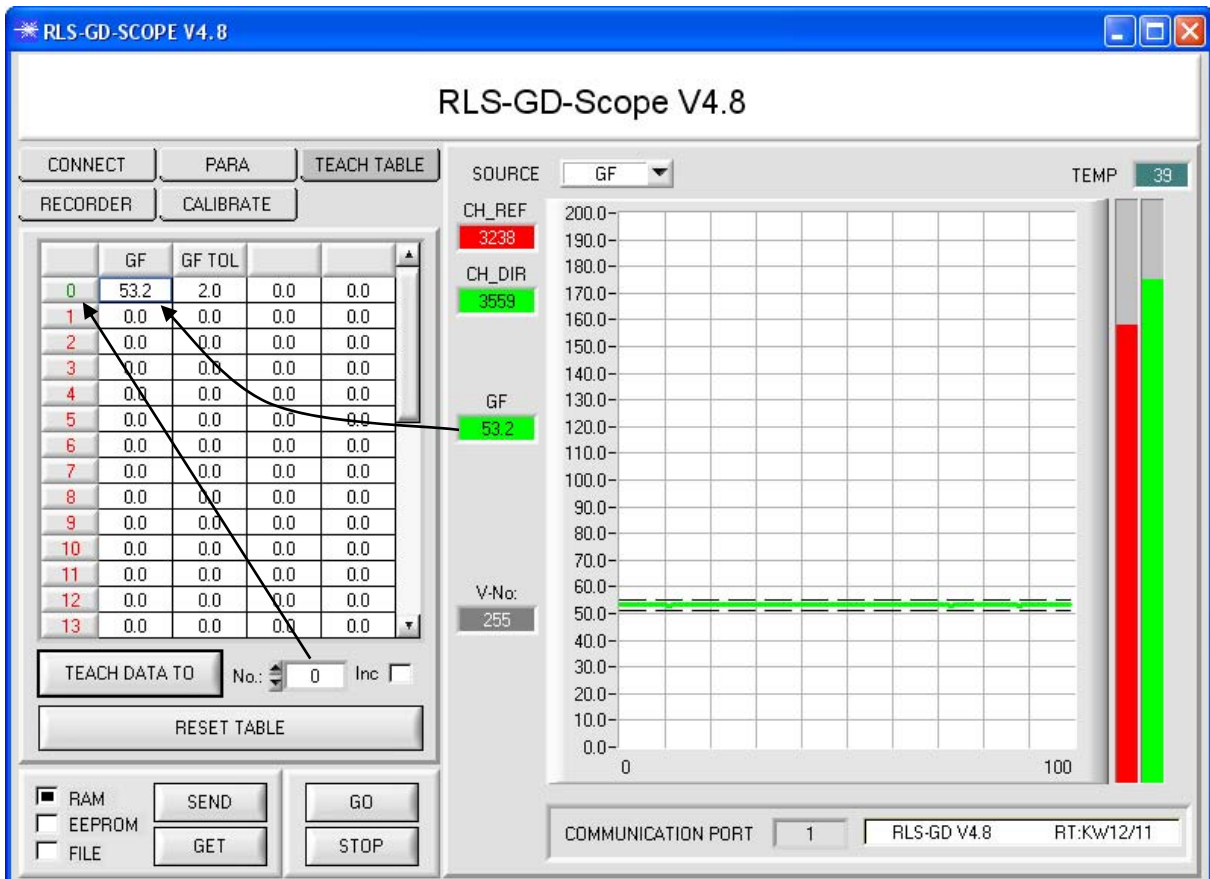 RLS-GD-SCOPE V4.8
RLS-GD-Scope V4.8
CONNECT PARA TEACH TABLE
RECORDER CALIBRATE
GF GF TOL
0 53.2 2.0 0.0 0.0
1 0.0 0.0 0.0 0.0
2 0.0 0.0 0.0 0.0
3 0.0 0.0 0.0 0.0
4 0.0 0.0 0.0 0.0
5 0.0 0.0 0.0 0.0
6 0.0 0.0 0.0 0.0
7 0.0 0.0 0.0 0.0
8 0.0 0.0 0.0 0.0
9 0.0 0.0 0.0 0.0
10 0.0 0.0 0.0 0.0
11 0.0 0.0 0.0 0.0
12 0.0 0.0 0.0 0.0
13 0.0 0.0 0.0 0.0
TEACH DATA TO No.: 0 Inc
RESET TABLE
RAM
EEPROM
FILE
SEND
GET
GO
STOP
SOURCE GF
TEMP 39
CH_REF
3238
CH_DIR
3559
GF
53.2
V-No:
255
200.0
190.0
180.0
170.0
160.0
150.0
140.0
130.0
120.0
110.0
100.0
90.0
80.0
70.0
60.0
50.0
40.0
30.0
20.0
10.0
0.0
0 100
COMMUNICATION PORT 1 RLS-GD V4.8 RT:KW12/11